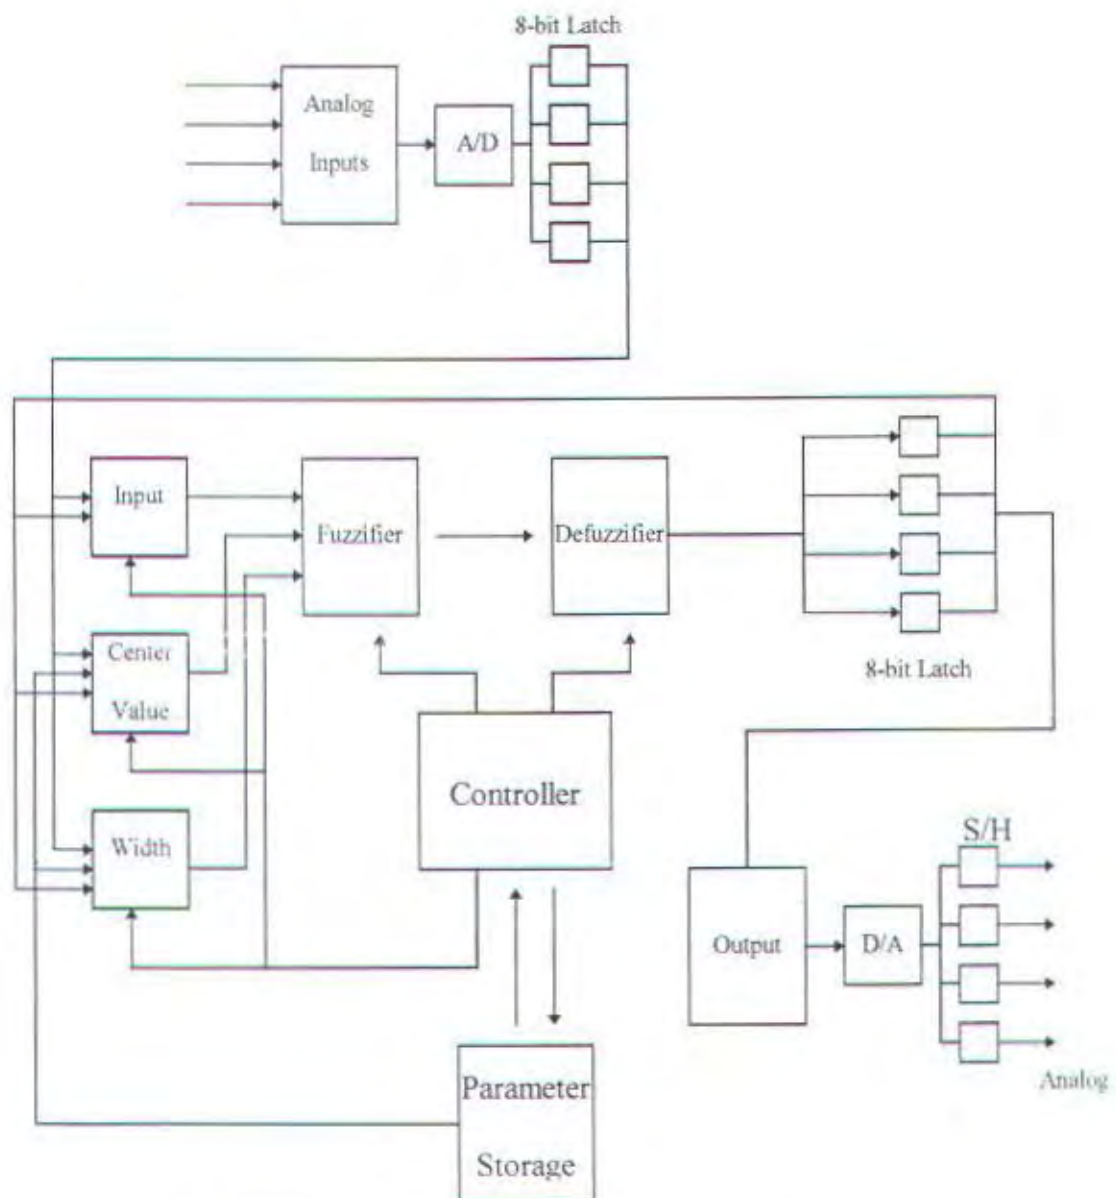 8-bit Latch
Analog
Inputs
A/D
Input
Fuzzifier
Defuzzifier
Center
Value
8-bit Latch
Controller
Width
S/H
Output
D/A
Analog
Parameter
Storage